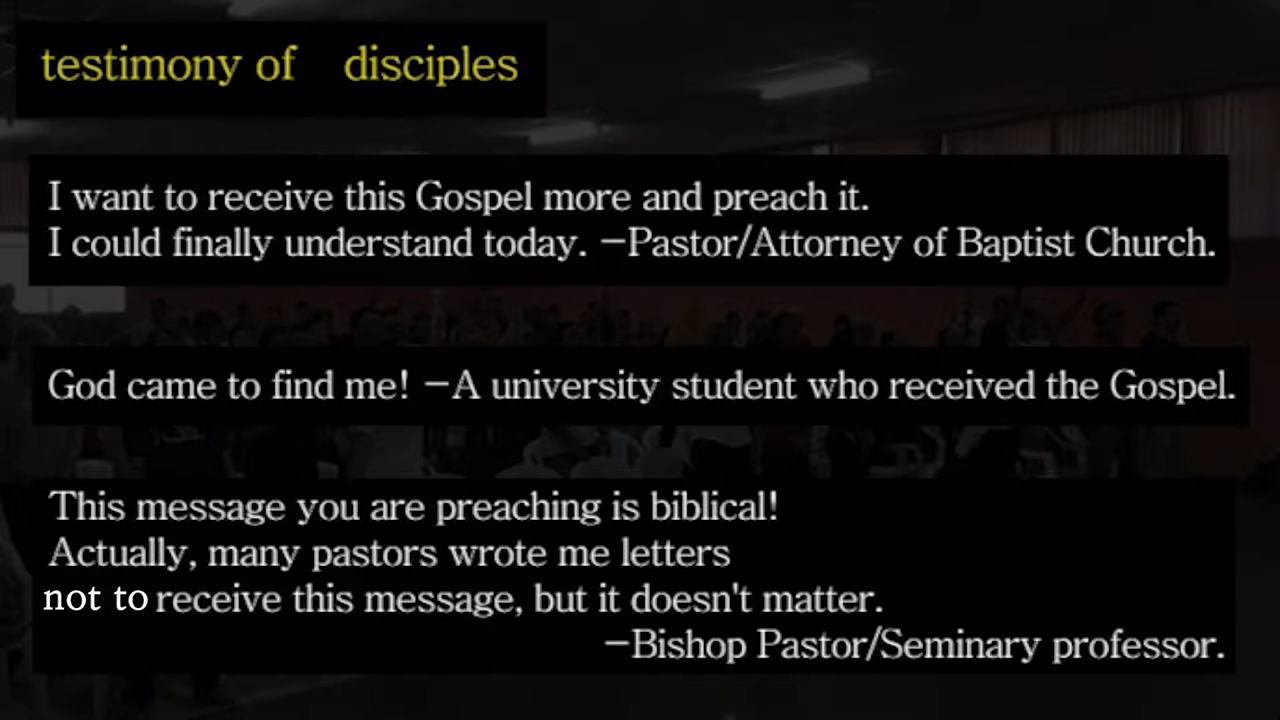 testimony of disciples
I want to receive this Gospel more and preach it.
I could finally understand today. –Pastor/Attorney of Baptist Church.
God came to find me! –A university student who received the Gospel.
This message you are preaching is biblical!
Actually, many pastors wrote me letters
not to receive this message, but it doesn't matter.
–Bishop Pastor/Seminary professor.